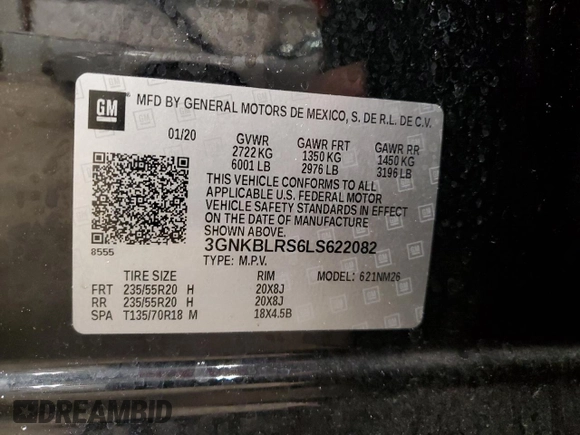 GM
MFD BY GENERAL MOTORS DE MEXICO, S. DE R.L. DE C.V.
01/20 GVWR GAWR FRT GAWR RR
2722 KG 1350 KG 1450 KG
6001 LB 2976 LB 3196 LB
THIS VEHICLE CONFORMS TO ALL
APPLICABLE U.S. FEDERAL MOTOR
VEHICLE SAFETY STANDARDS IN EFFECT
ON THE DATE OF MANUFACTURE
SHOWN ABOVE.
8555 3GNKBLRS6LS622082
TYPE: M.P.V.
TIRE SIZE RIM MODEL: 621NM26
FRT 235/55R20 H 20X8J
RR 235/55R20 H 20X8J
SPA T135/70R18 M 18X4.5B
DREAMBID